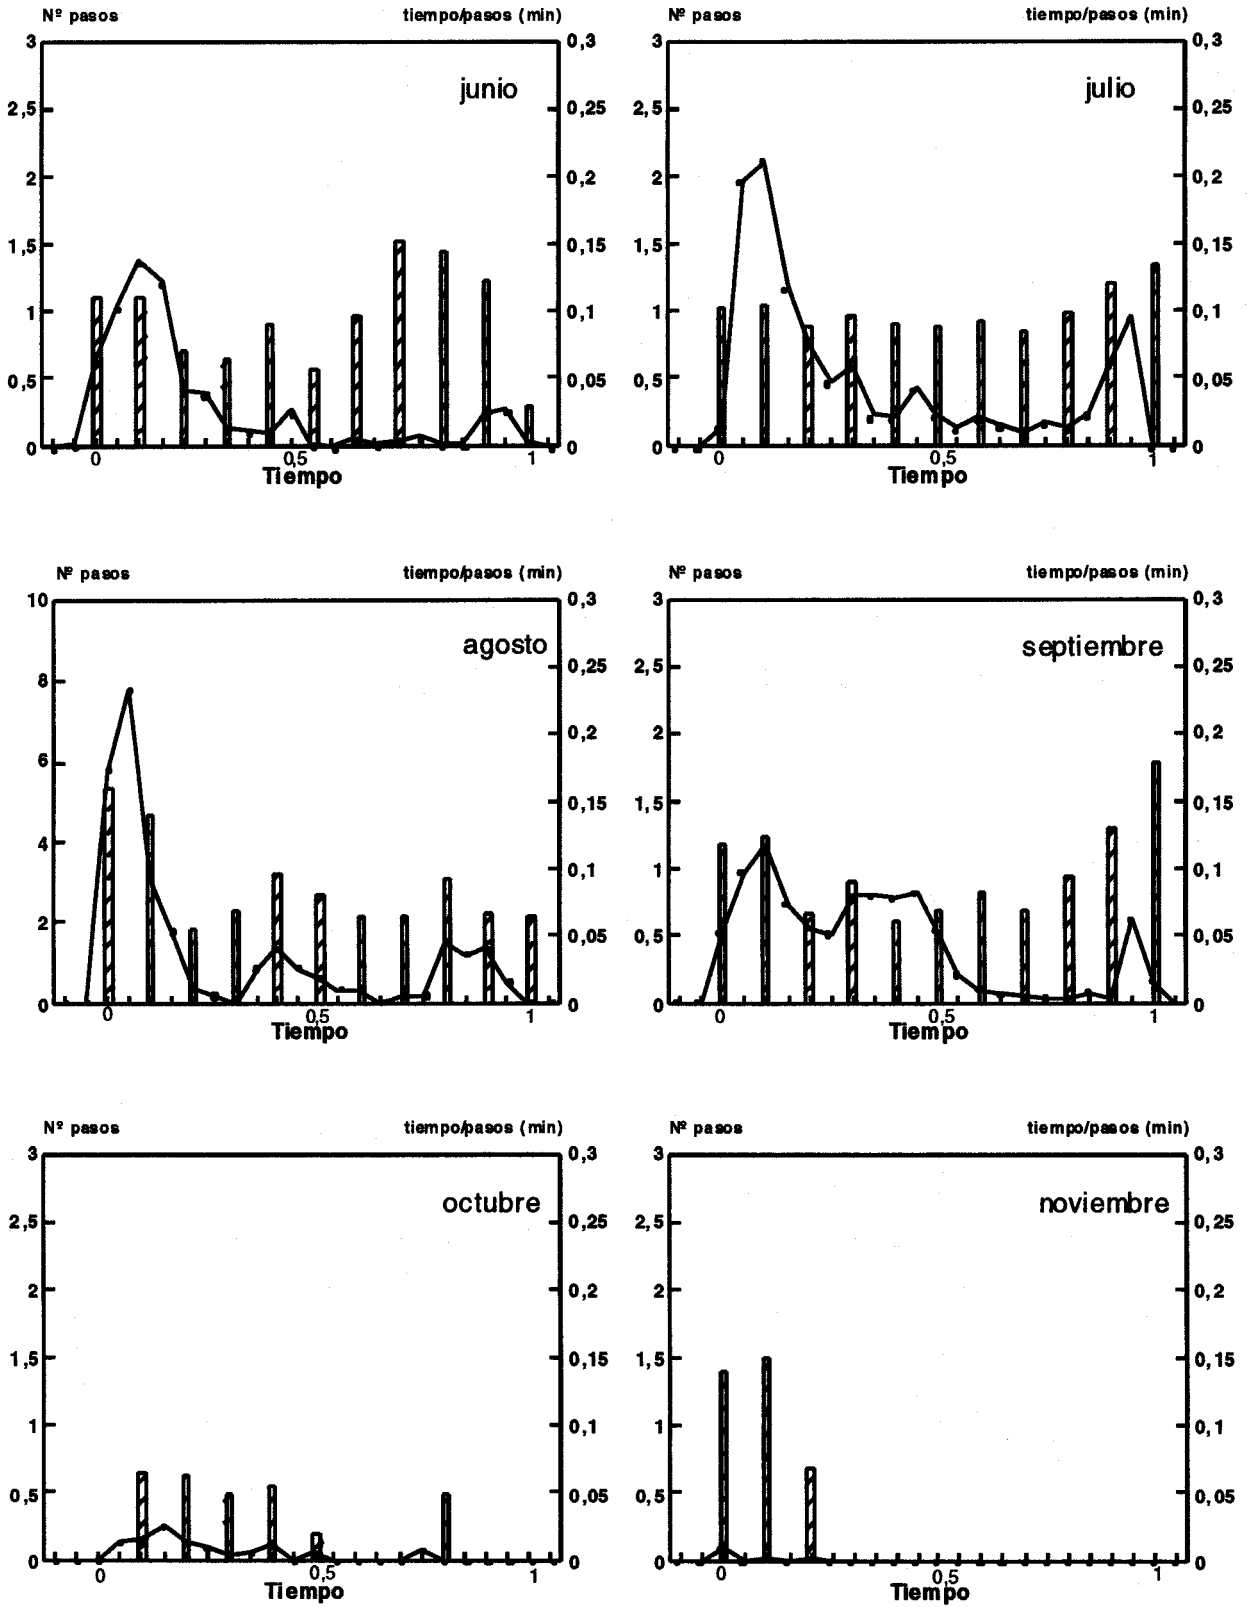 Nº pasos tiempo/pasos (min) Nº pasos tiempo/pasos (min)
3 0,3 3 0,3
junio julio
2,5 0,25 2,5 0,25
2 0,2 2 0,2
1,5 0,15 1,5 0,15
1 0,1 1 0,1
0,5 0,05 0,5 0,05
0 0 0 0
0 0,5 1 0 0,5 1
Tiempo Tiempo
Nº pasos tiempo/pasos (min) Nº pasos tiempo/pasos (min)
10 0,3 3 0,3
agosto septiembre
8 0,25 2,5 0,25
6 0,2 2 0,2
0,15 1,5 0,15
4 0,1 1 0,1
2 0,05 0,5 0,05
0 0 0 0
0 0,5 1 0 0,5 1
Tiempo Tiempo
Nº pasos tiempo/pasos (min) Nº pasos tiempo/pasos (min)
3 0,3 3 0,3
octubre noviembre
2,5 0,25 2,5 0,25
2 0,2 2 0,2
1,5 0,15 1,5 0,15
1 0,1 1 0,1
0,5 0,05 0,5 0,05
0 0 0 0
0 0,5 1 0 0,5 1
Tiempo Tiempo